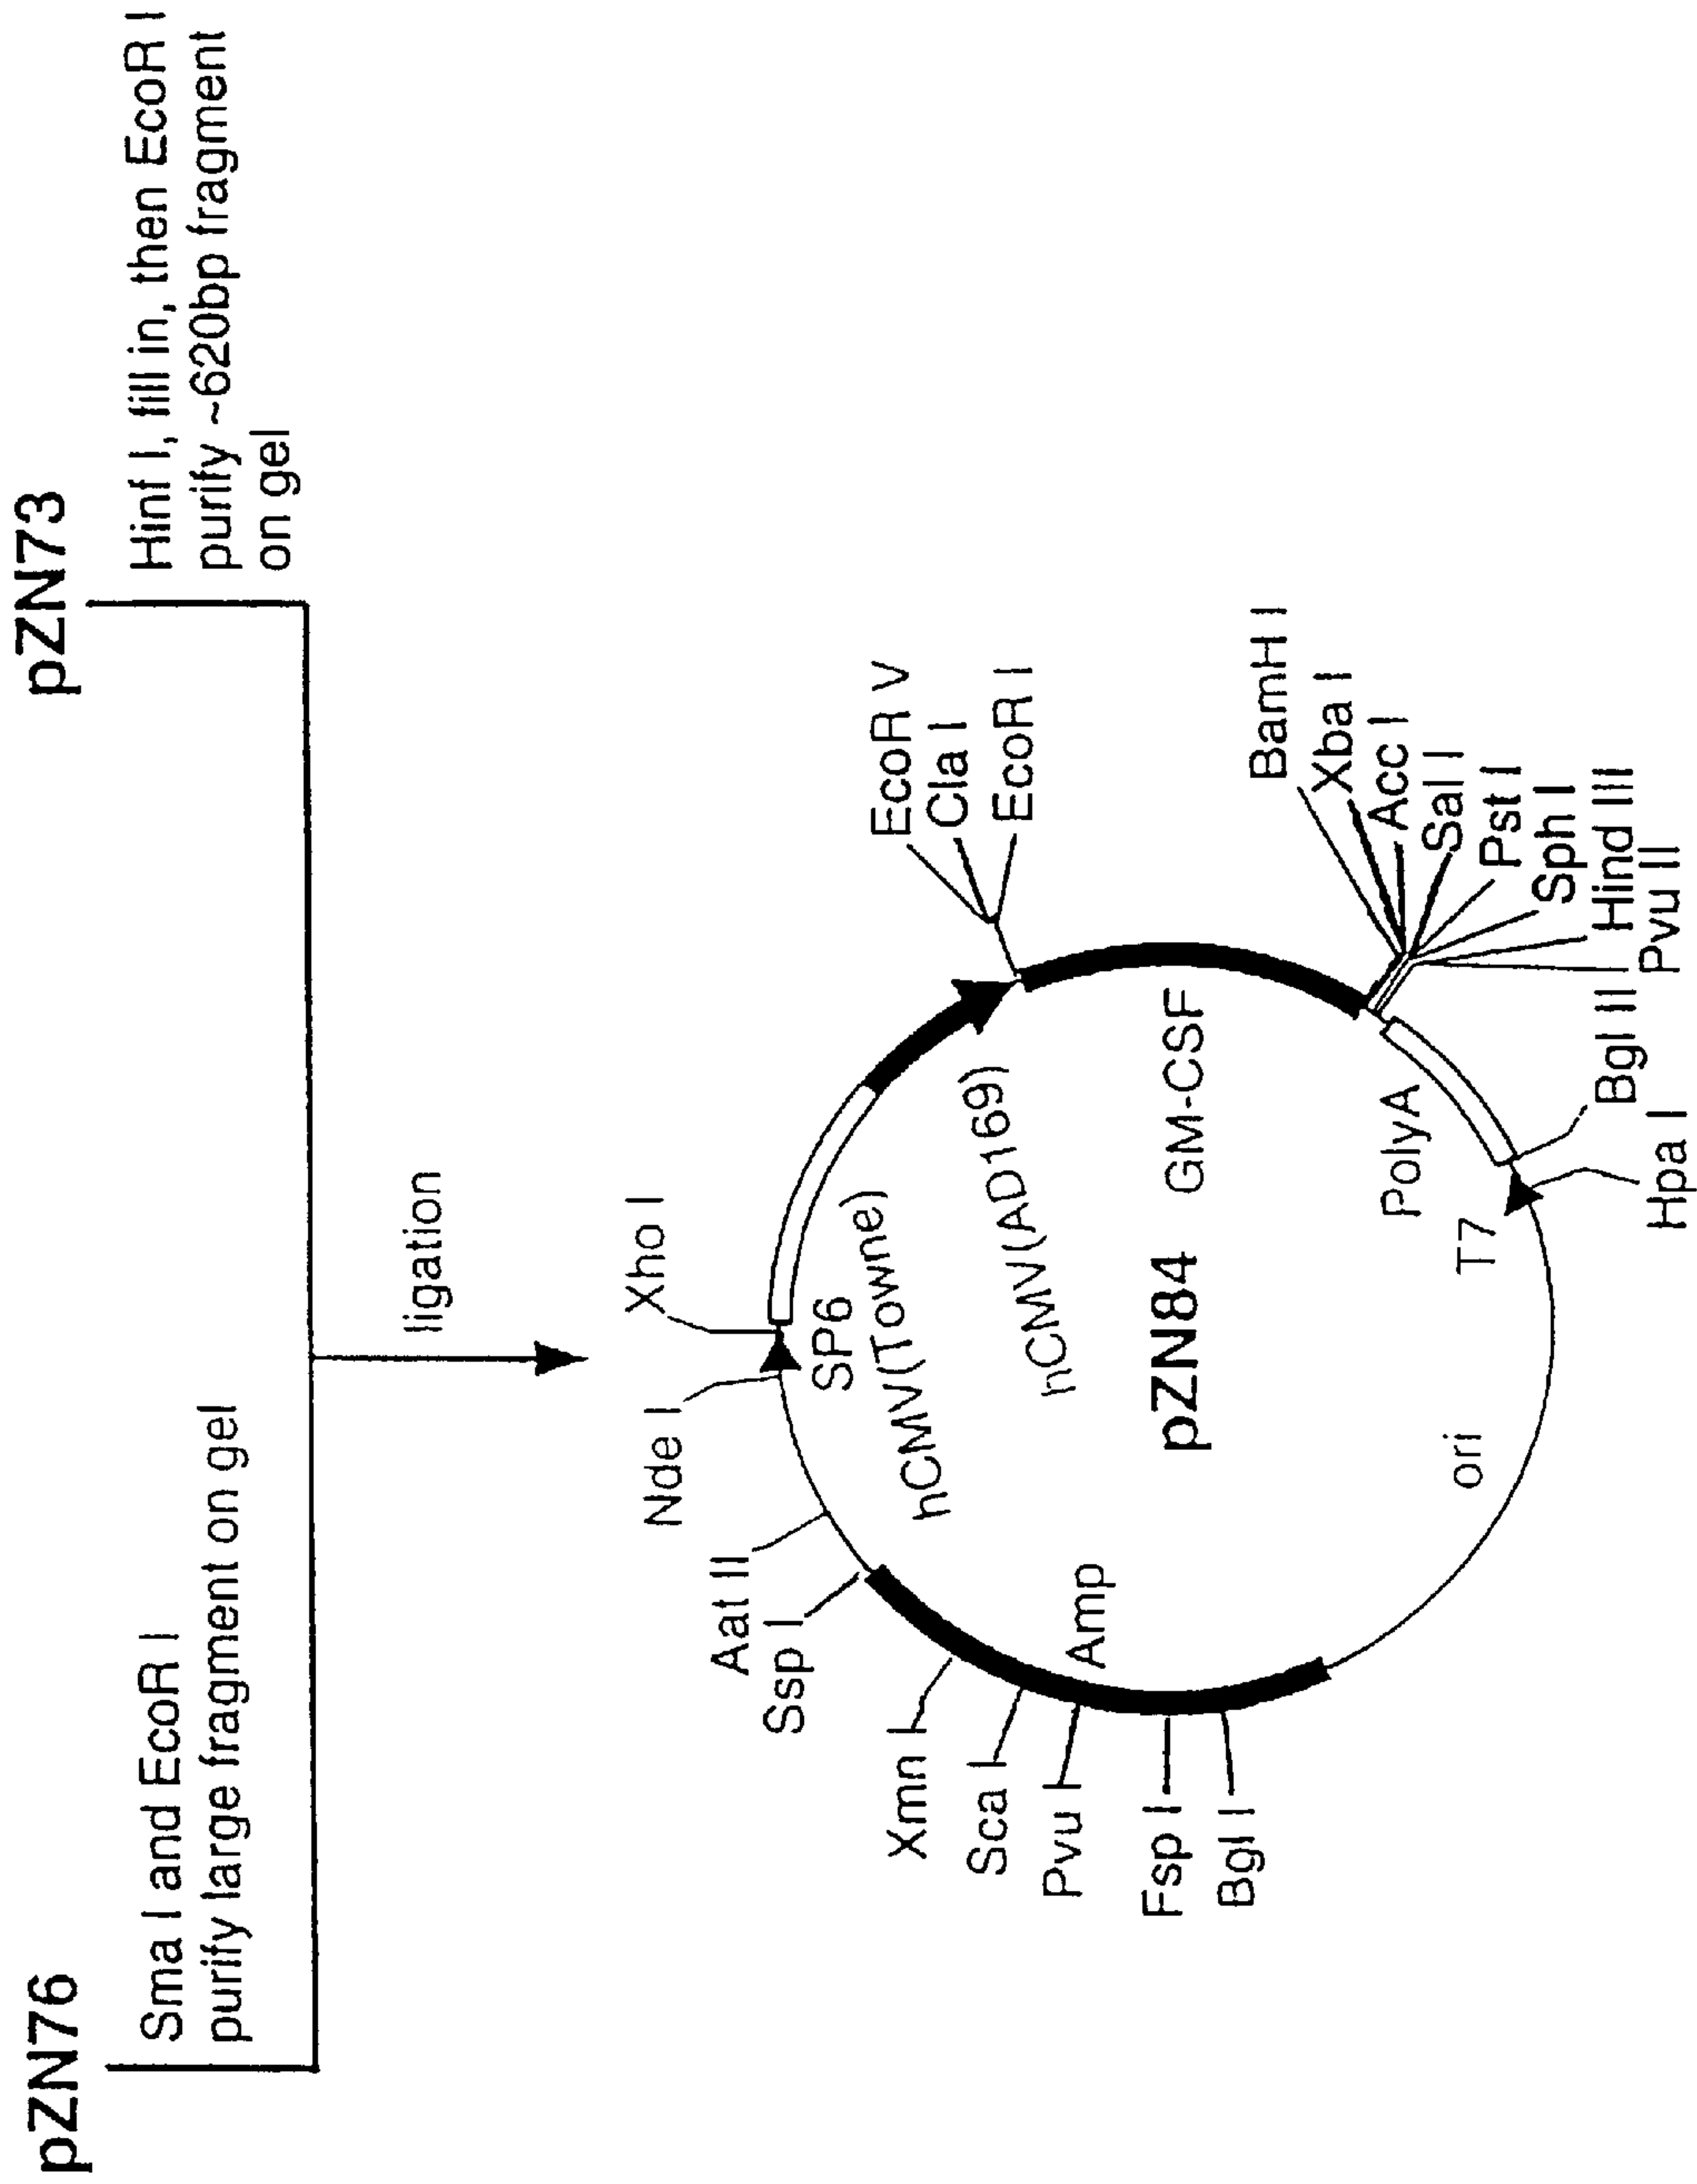 pZN76
Sma I and EcoR I
purify large fragment on gel
pZN73
Hinf I, fill in, then EcoR I
purify ~620bp fragment
on gel
ligation
Xho I
Nde I
Aat II
Ssp I
Xmn I
Sca I
Pvu I
Fsp I
Bgl I
EcoR V
Cla I
EcoR I
BamH I
Xba I
Acc I
Sal I
Pst I
Sph I
Hind III
Pvu II
Bgl II
Hpa I
SP6
hCMV(Towne)
hCMV(AD169)
GM-CSF
pZN84
Amp
PolyA
T7
ori